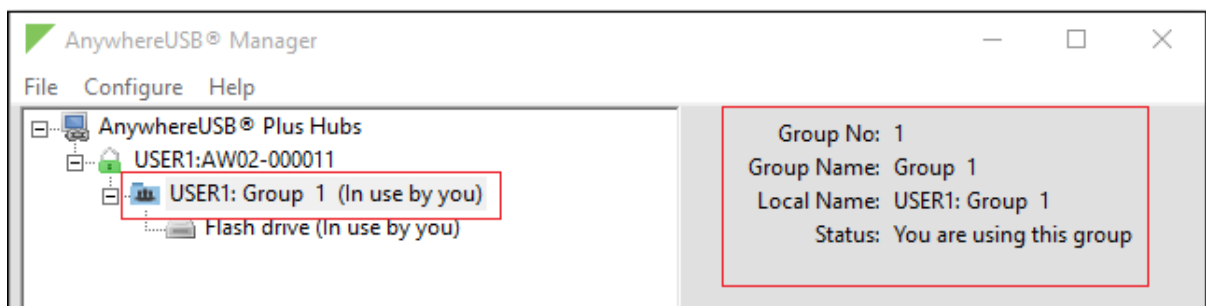 AnywhereUSB® Manager
File Configure Help
AnywhereUSB® Plus Hubs
USER1:AW02-000011
USER1: Group 1 (In use by you)
Flash drive (In use by you)
Group No: 1
Group Name: Group 1
Local Name: USER1: Group 1
Status: You are using this group